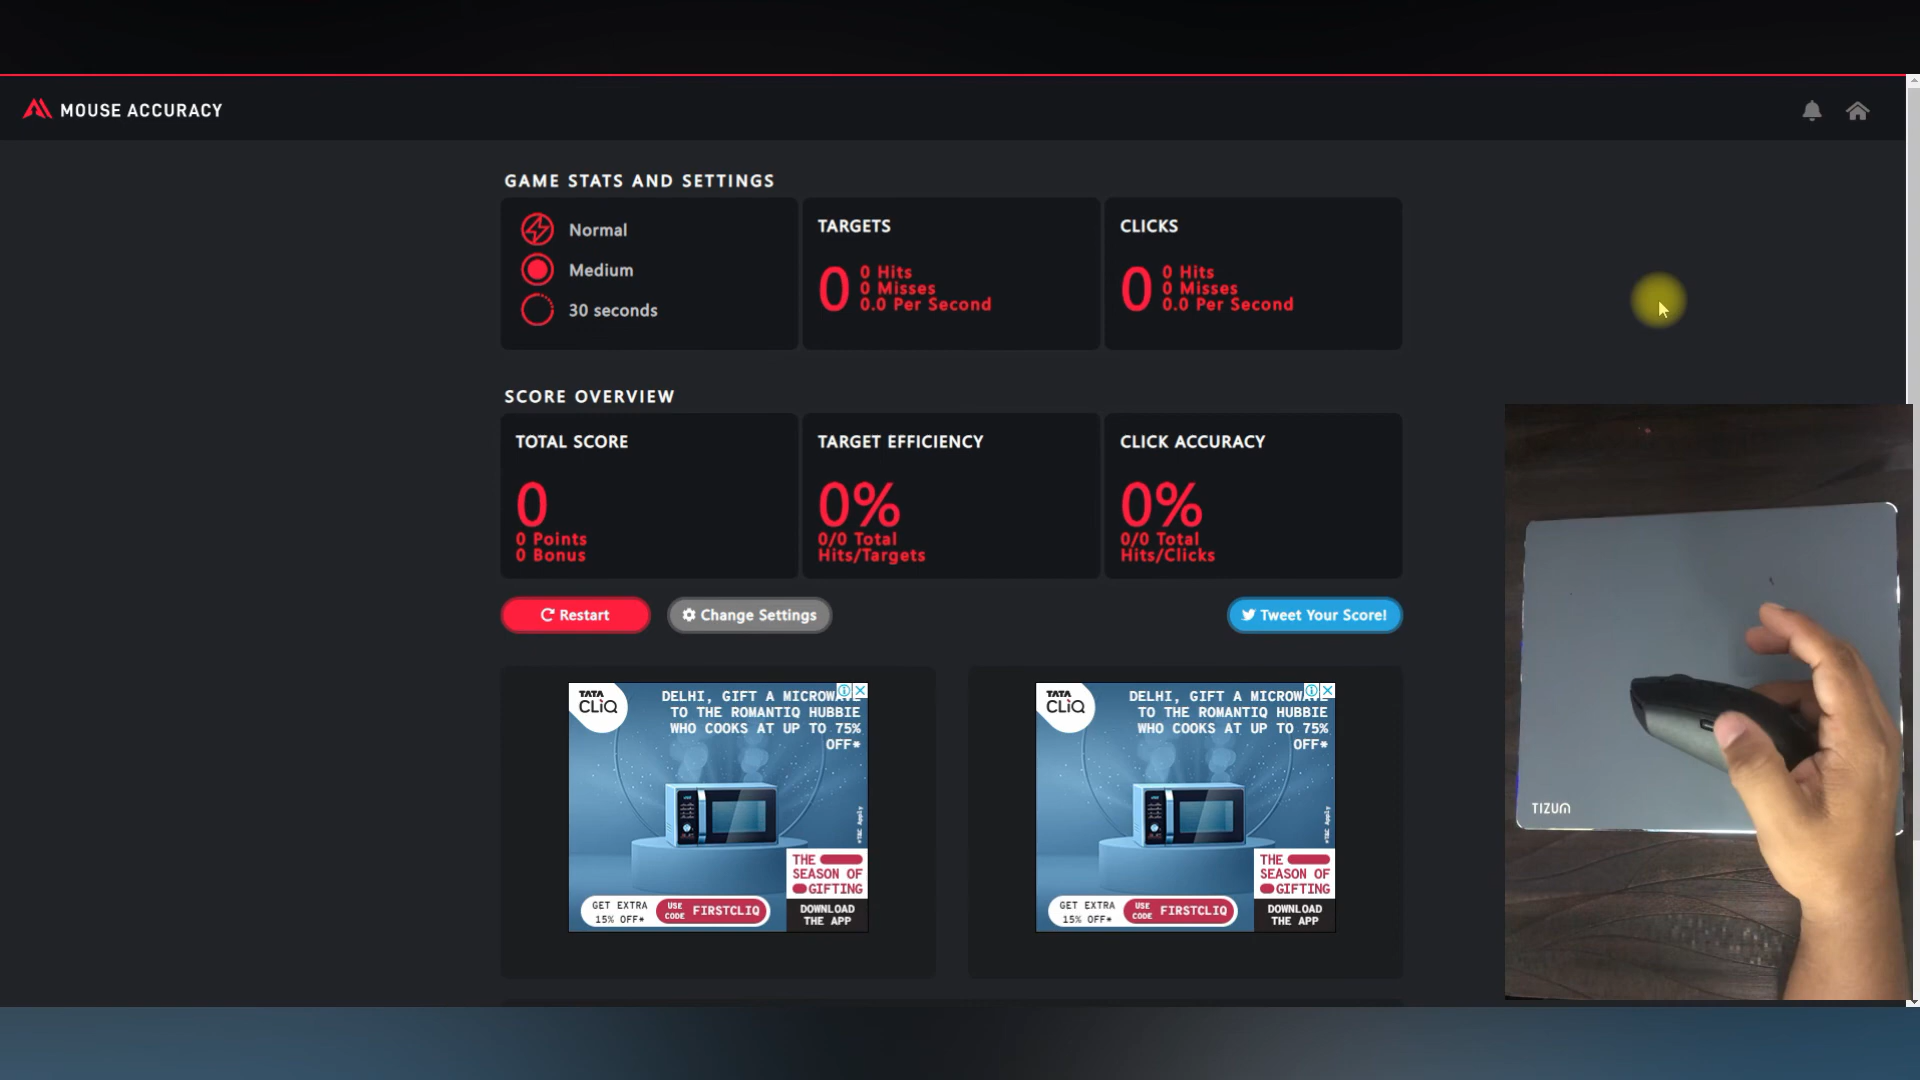 MOUSE ACCURACY
GAME STATS AND SETTINGS
Normal
Medium
30 seconds
TARGETS
0
0 Hits
0 Misses
0.0 Per Second
CLICKS
0
0 Hits
0 Misses
0.0 Per Second
SCORE OVERVIEW
TOTAL SCORE
0
0 Points
0 Bonus
TARGET EFFICIENCY
0%
0/0 Total
Hits/Targets
CLICK ACCURACY
0%
0/0 Total
Hits/Clicks
Restart
Change Settings
Tweet Your Score!
TATA
CLiQ
DELHI, GIFT A MICROWAVE
TO THE ROMANTIQ HUBBIE
WHO COOKS AT UP TO 75%
OFF*
*T&C Apply
THE
SEASON OF
GIFTING
GET EXTRA
15% OFF*
USE
CODE
FIRSTCLIQ
DOWNLOAD
THE APP
TATA
CLiQ
DELHI, GIFT A MICROWAVE
TO THE ROMANTIQ HUBBIE
WHO COOKS AT UP TO 75%
OFF*
*T&C Apply
THE
SEASON OF
GIFTING
GET EXTRA
15% OFF*
USE
CODE
FIRSTCLIQ
DOWNLOAD
THE APP
TIZUM